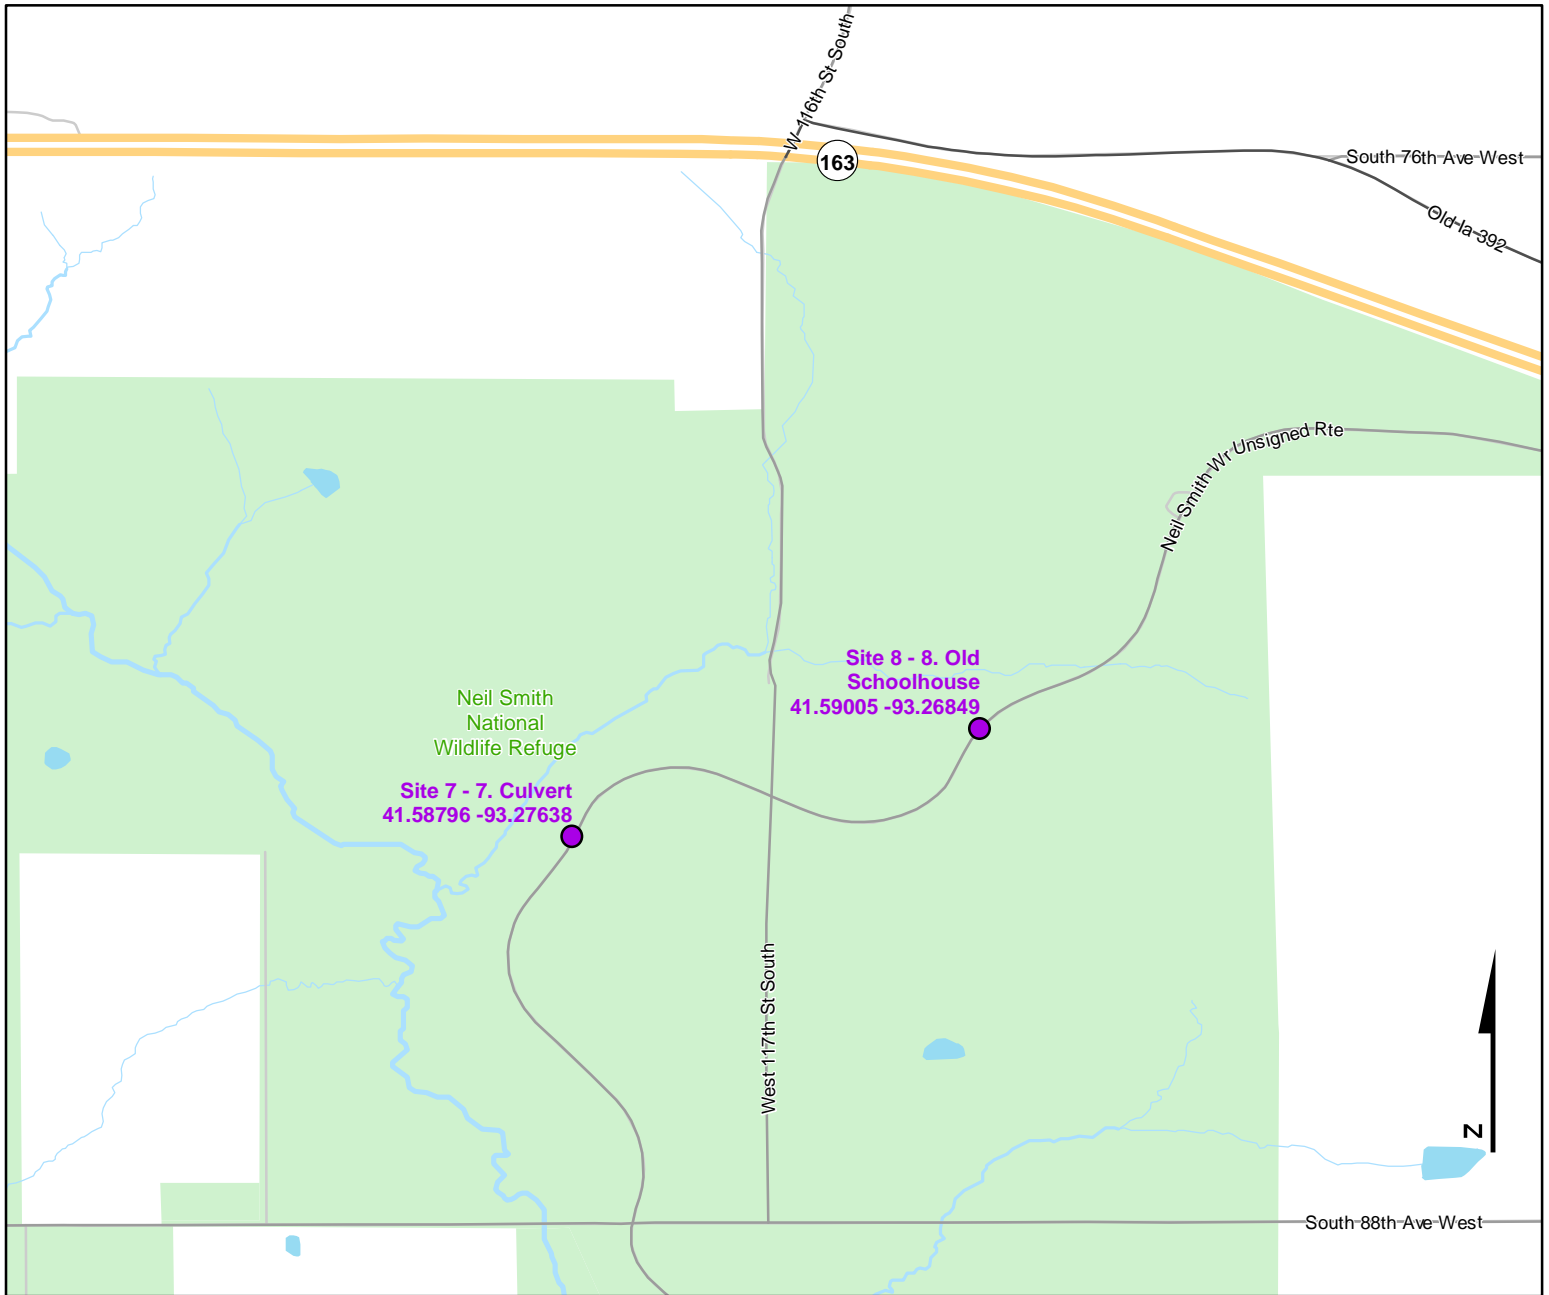 W 116th St South
163
South 76th Ave West
Old Ia 392
Neil Smith Wr Unsigned Rte
Site 8 - 8. Old
Schoolhouse
41.59005 -93.26849
Neil Smith
National
Wildlife Refuge
Site 7 - 7. Culvert
41.58796 -93.27638
West 117th St South
N
South 88th Ave West